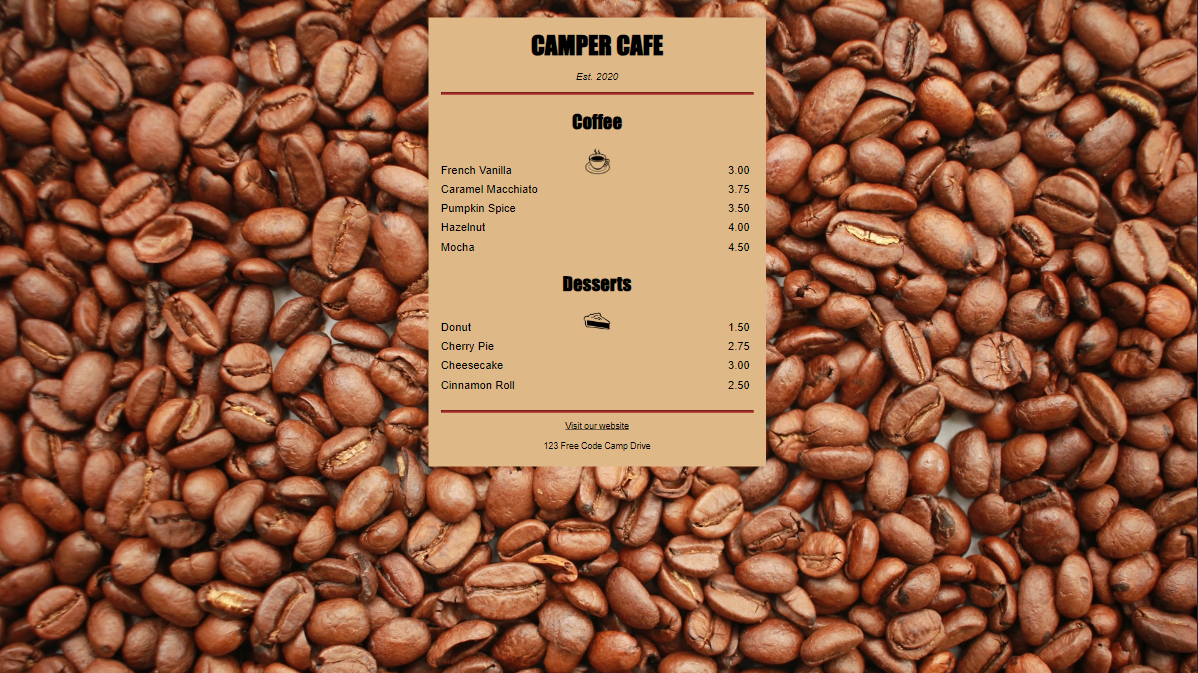 CAMPER CAFE
Est. 2020
Coffee
French Vanilla 3.00
Caramel Macchiato 3.75
Pumpkin Spice 3.50
Hazelnut 4.00
Mocha 4.50
Desserts
Donut 1.50
Cherry Pie 2.75
Cheesecake 3.00
Cinnamon Roll 2.50
Visit our website
123 Free Code Camp Drive